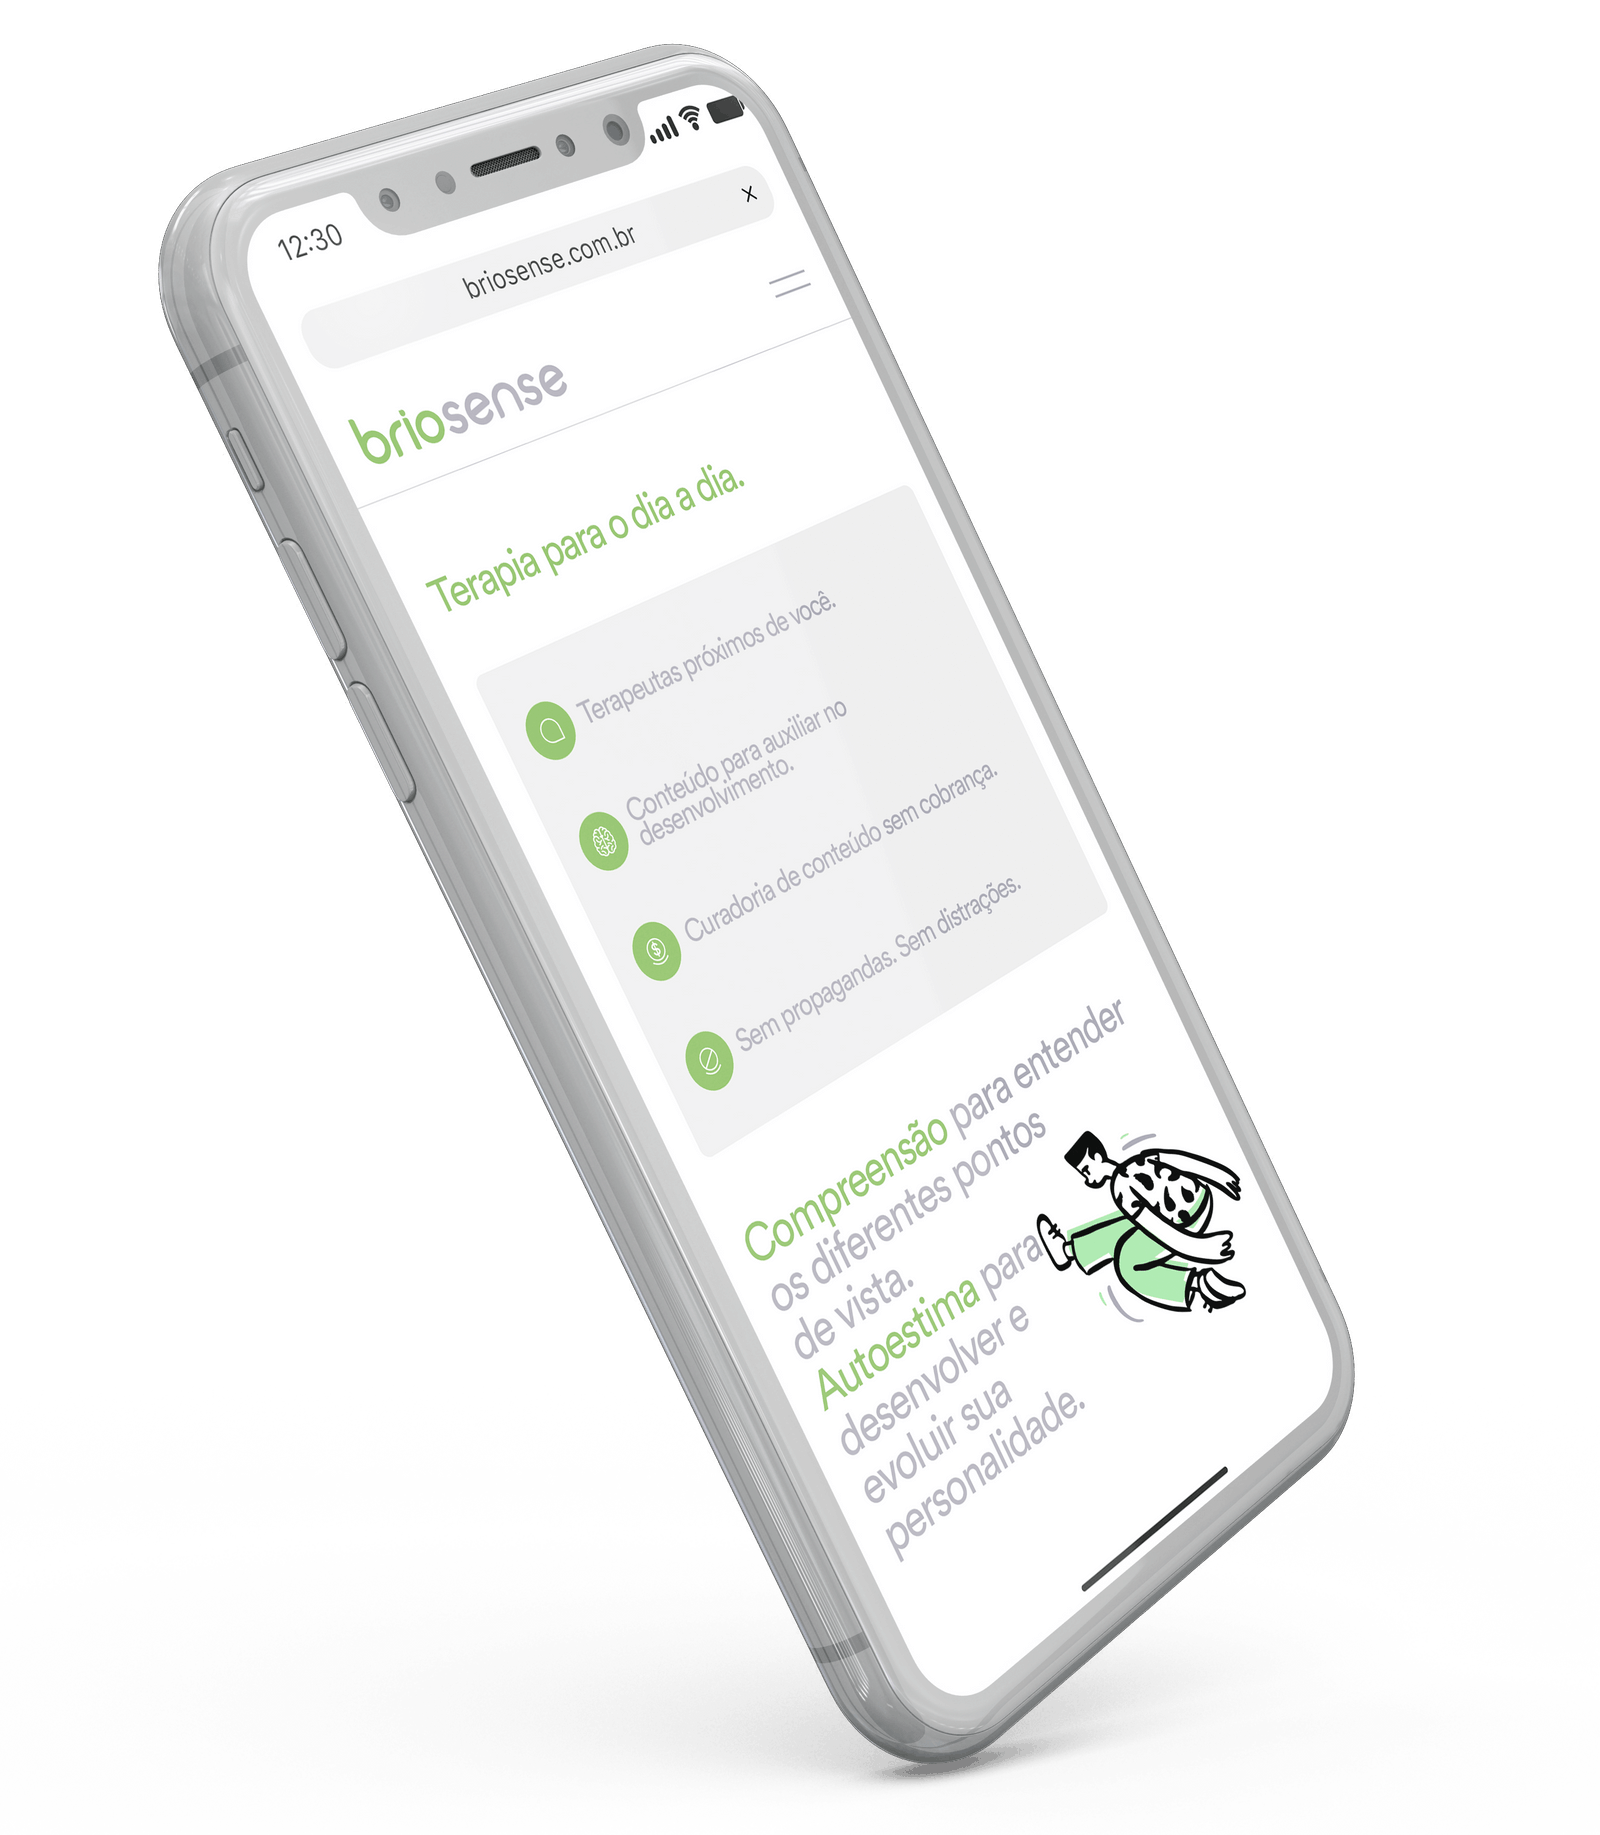 12:30
briosense.com.br
briosense
Terapia para o dia a dia.
Terapeutas próximos de você.
Conteúdo para auxiliar no
desenvolvimento.
Curadoria de conteúdo sem cobrança.
Sem propagandas. Sem distrações.
Compreensão para entender
os diferentes pontos
de vista.
Autoestima para
desenvolver e
evoluir sua
personalidade.